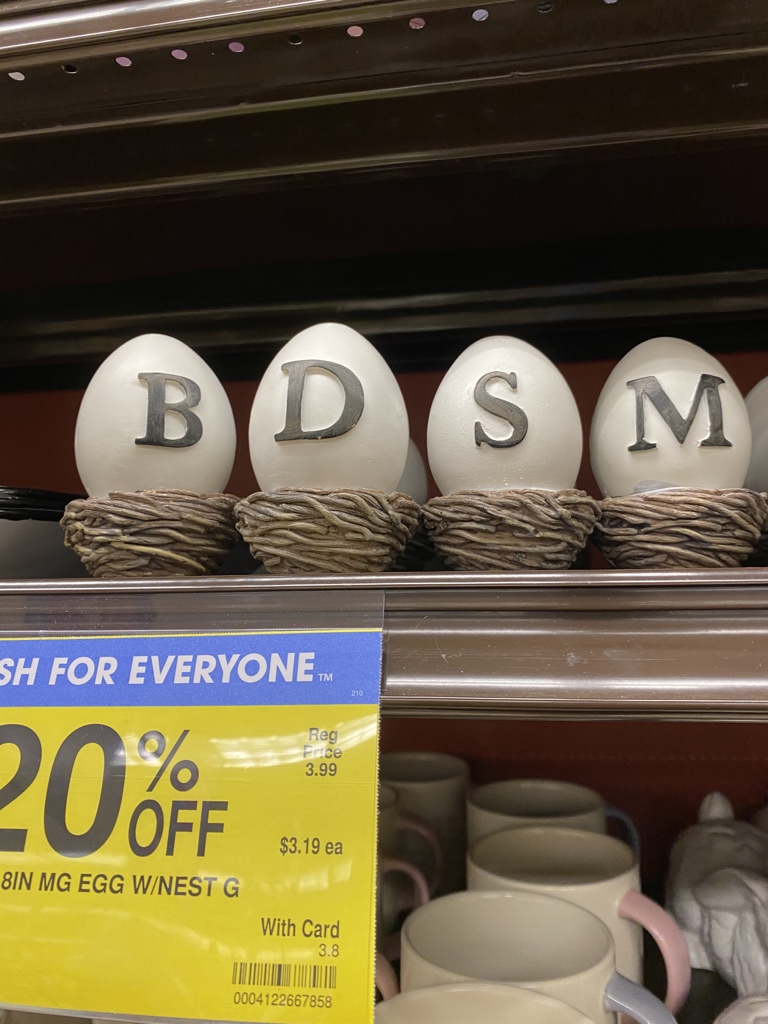 B D S M
SH FOR EVERYONE™
210
20% OFF
Reg Price 3.99
$3.19 ea
8IN MG EGG W/NEST G
With Card
3.8
0004122667858